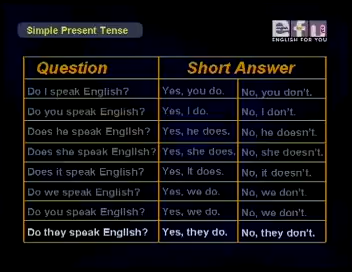 Simple Present Tense
efu
ENGLISH FOR YOU
Question Short Answer
Do I speak English? Yes, you do. No, you don't.
Do you speak English? Yes, I do. No, I don't.
Does he speak English? Yes, he does. No, he doesn't.
Does she speak English? Yes, she does. No, she doesn't.
Does it speak English? Yes, it does. No, it doesn't.
Do we speak English? Yes, we do. No, we don't.
Do you speak English? Yes, we do. No, we don't.
Do they speak English? Yes, they do. No, they don't.